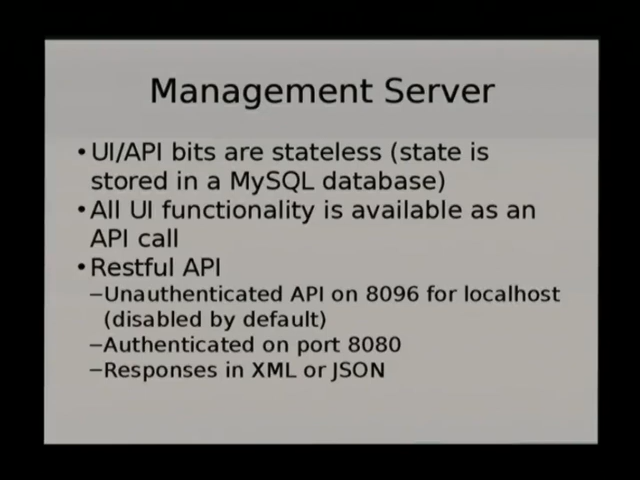 Management Server
•UI/API bits are stateless (state is
stored in a MySQL database)
•All UI functionality is available as an
API call
•Restful API
–Unauthenticated API on 8096 for localhost
(disabled by default)
–Authenticated on port 8080
–Responses in XML or JSON